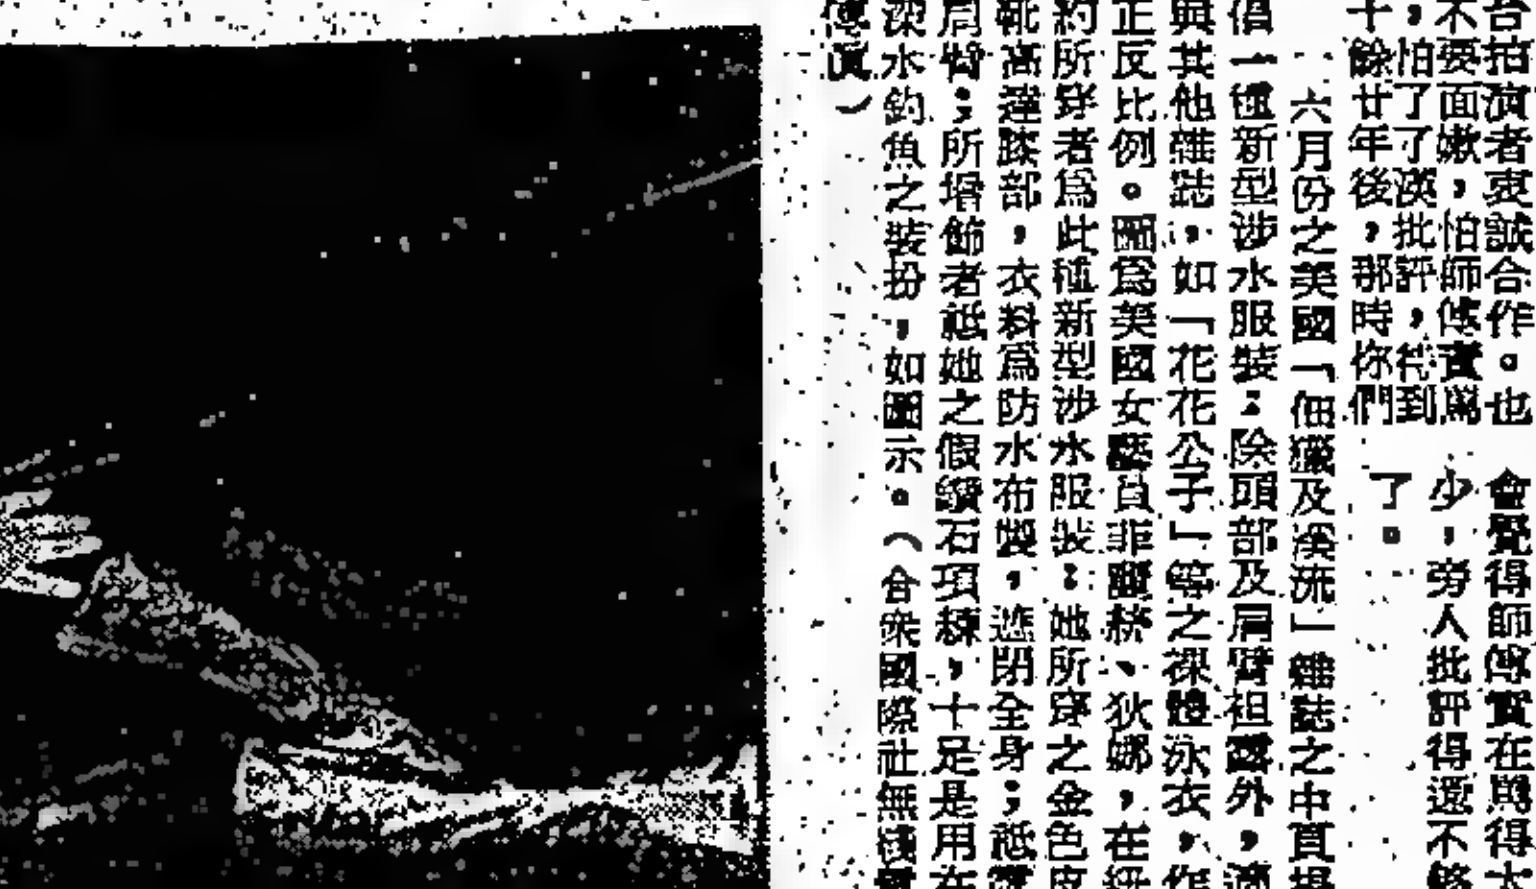 台拍演者衷誠合作。也
不要面嫩,怕師傅責罵
,怕了了漢批評,待到
十餘廿年後,那時你們
會覺得師傅實在罵得太
少,旁人批評得還不夠
了。
六月份之美國「佃獵及漢流」雜誌之中頁提
倡一種新型涉水服裝:除頭部及肩臂袒露外,適
與其他雜誌,如「花花公子」等之裸體泳衣,作
正反比例。圖爲美國女藝員菲麗絲、狄娜,在紐
約所穿者爲此種新型涉水服裝:她所穿之金色皮
靴高達膝部,衣料爲防水布製,遮閉全身;祗露
肩臂;所增飾者祗她之假鑽石項鍊,十足是用在
深水釣魚之裝扮,如圖示。(合衆國際社無綫電
傳眞)